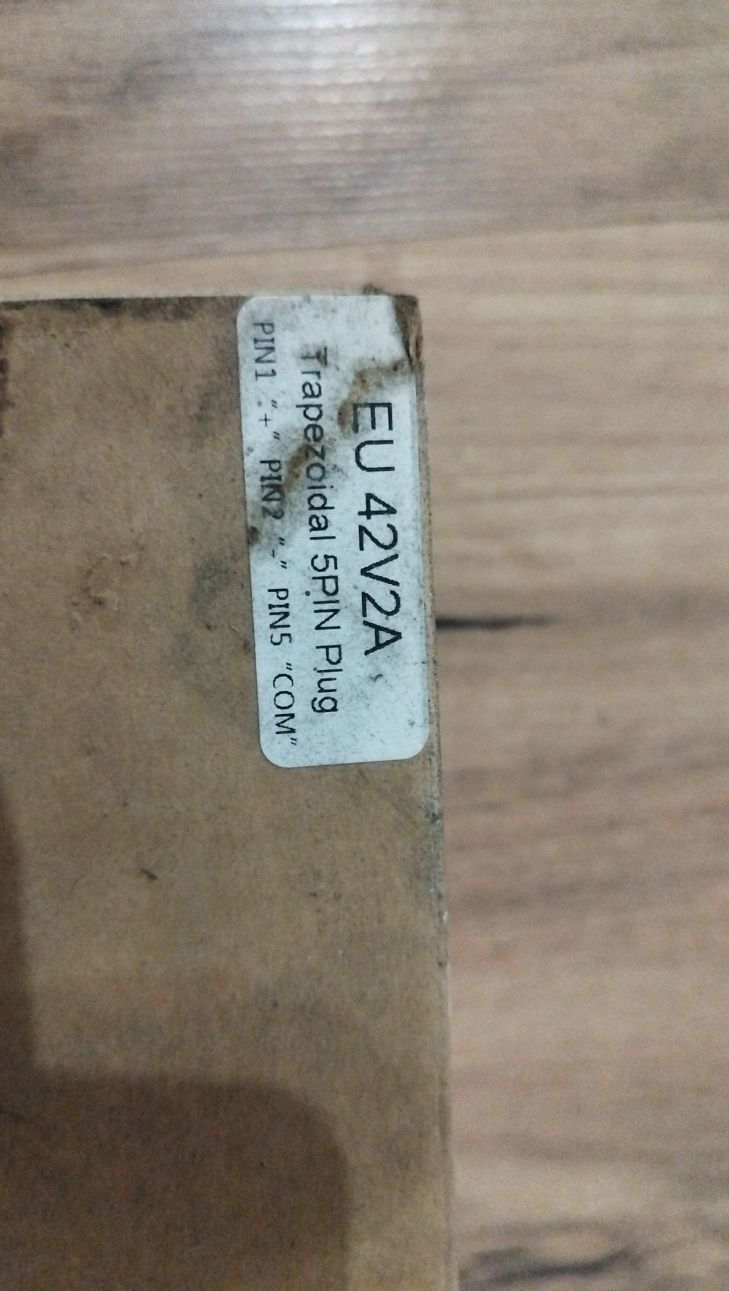 EU 42V2A
Trapezoidal 5PIN Plug
PIN1 "+" PIN2 "-" PIN5 "COM"